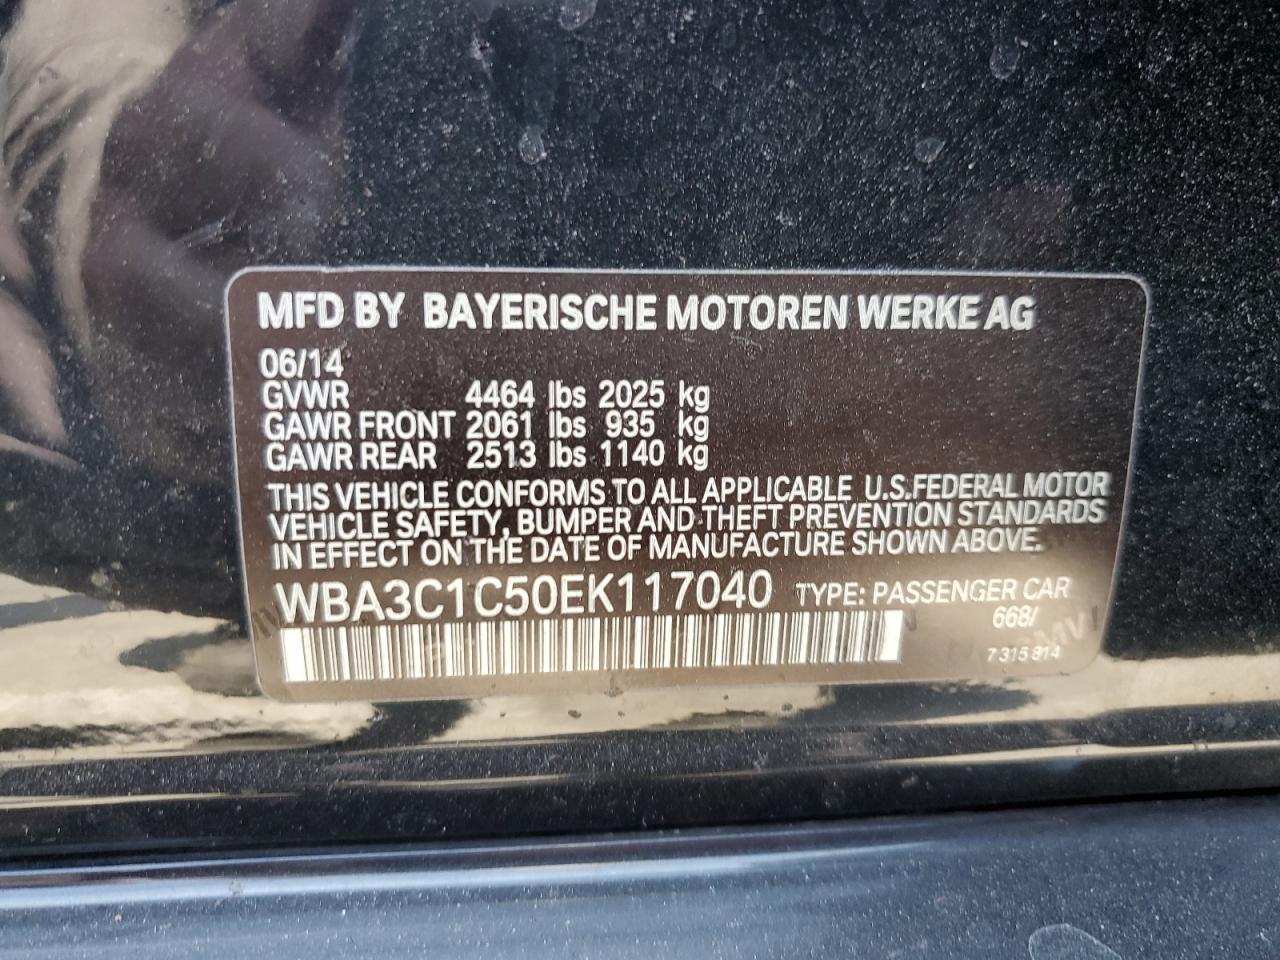 MFD BY BAYERISCHE MOTOREN WERKE AG
06/14
GVWR 4464 lbs 2025 kg
GAWR FRONT 2061 lbs 935 kg
GAWR REAR 2513 lbs 1140 kg
THIS VEHICLE CONFORMS TO ALL APPLICABLE U.S.FEDERAL MOTOR
VEHICLE SAFETY, BUMPER AND THEFT PREVENTION STANDARDS
IN EFFECT ON THE DATE OF MANUFACTURE SHOWN ABOVE.
WBA3C1C50EK117040 TYPE: PASSENGER CAR
668/
7 315 814